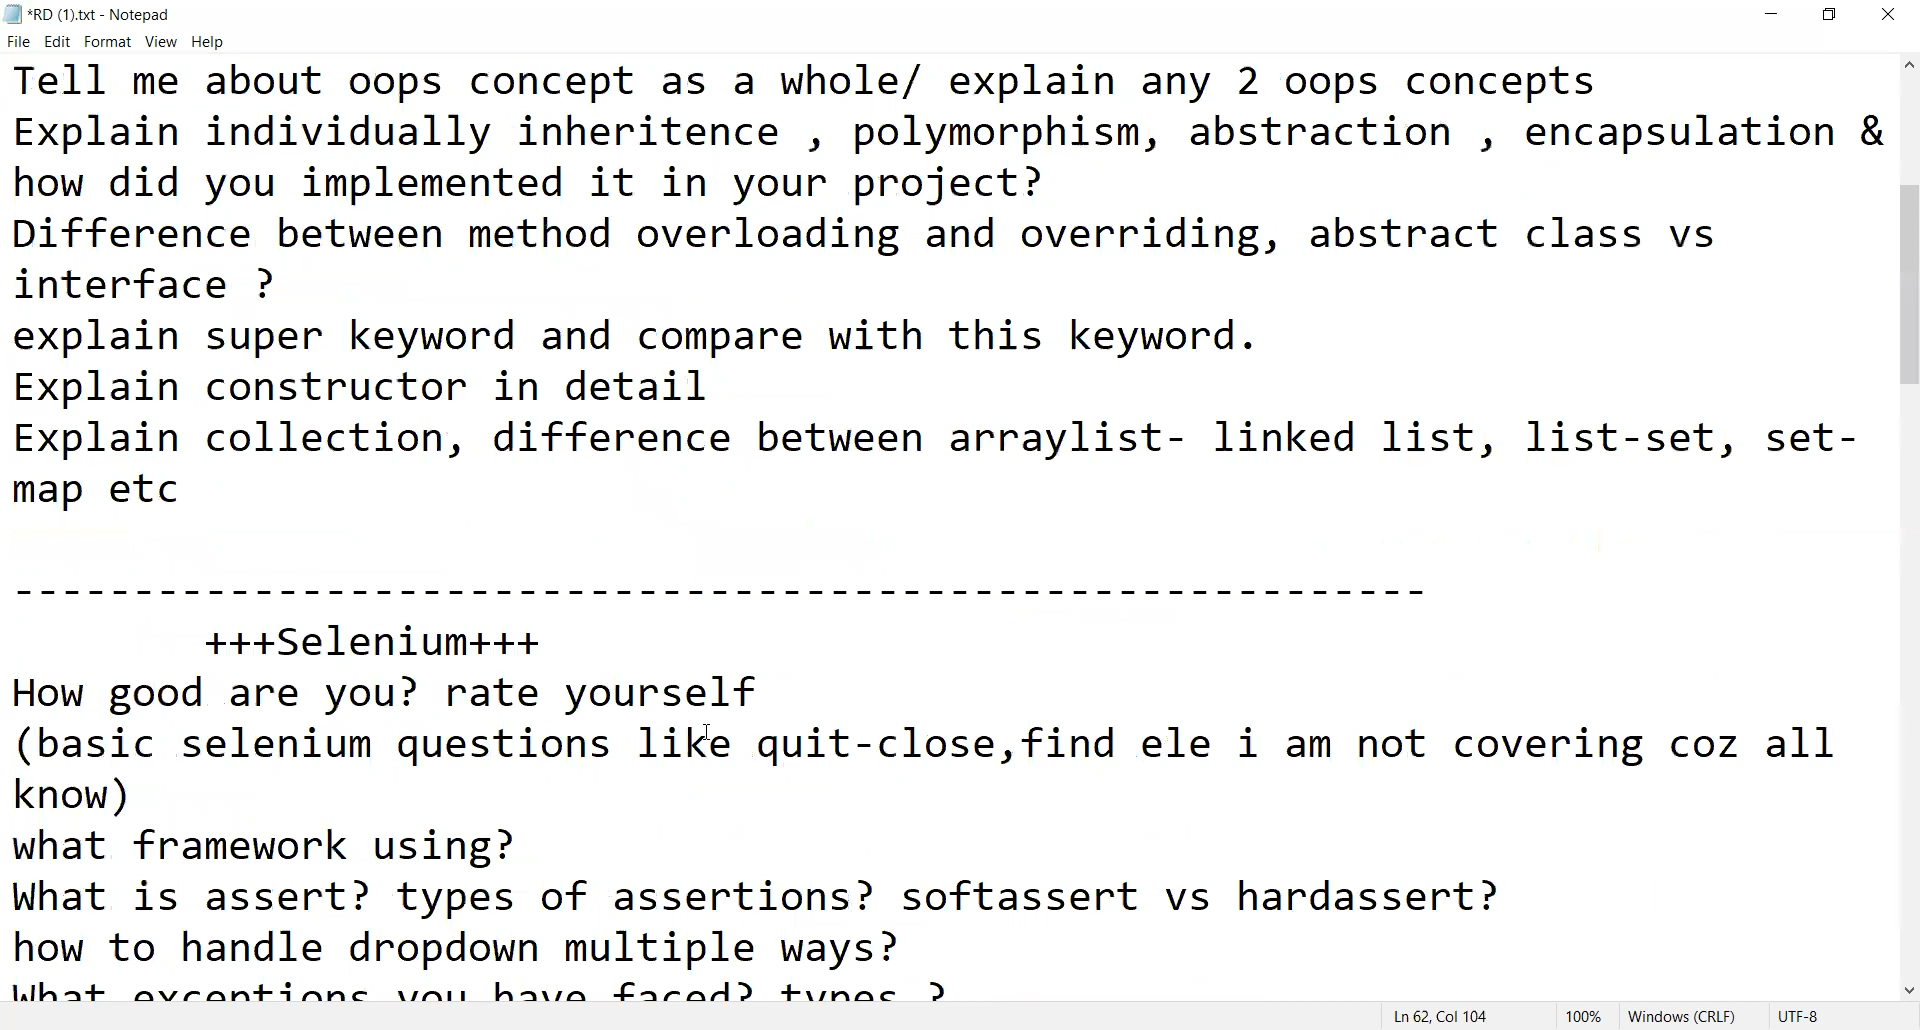 *RD (1).txt - Notepad
File Edit Format View Help
Tell me about oops concept as a whole/ explain any 2 oops concepts
Explain individually inheritence , polymorphism, abstraction , encapsulation &
how did you implemented it in your project?
Difference between method overloading and overriding, abstract class vs
interface ?
explain super keyword and compare with this keyword.
Explain constructor in detail
Explain collection, difference between arraylist- linked list, list-set, set-
map etc
-----------------------------------------------------------
+++Selenium+++
How good are you? rate yourself
(basic selenium questions like quit-close,find ele i am not covering coz all
know)
what framework using?
What is assert? types of assertions? softassert vs hardassert?
how to handle dropdown multiple ways?
What exceptions you have faced? types ?
Ln 62, Col 104 100% Windows (CRLF) UTF-8